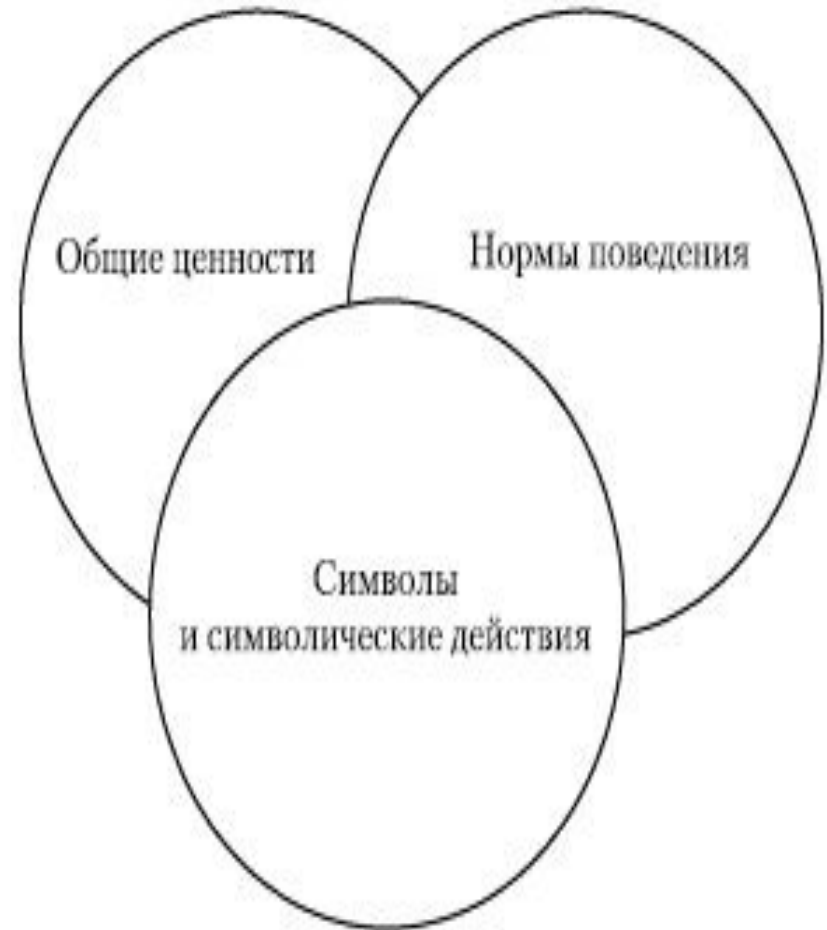 Общие ценности
Нормы поведения
Символы
и символические действия